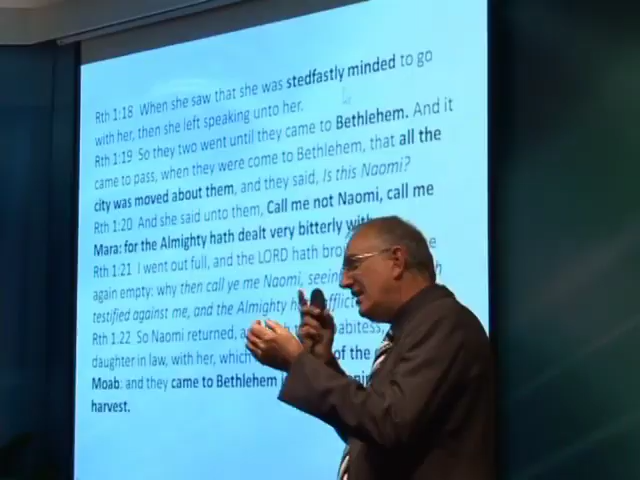 Rth 1:18 When she saw that she was stedfastly minded to go
with her, then she left speaking unto her.
Rth 1:19 So they two went until they came to Bethlehem. And it
came to pass, when they were come to Bethlehem, that all the
city was moved about them, and they said, Is this Naomi?
Rth 1:20 And she said unto them, Call me not Naomi, call me
Mara: for the Almighty hath dealt very bitterly with
Rth 1:21 I went out full, and the LORD hath
again empty: why then call ye me Naomi,
testified against me, and the Almighty
Rth 1:22 So Naomi returned,
daughter in law, with her, which of the
Moab: and they came to Bethlehem
harvest.